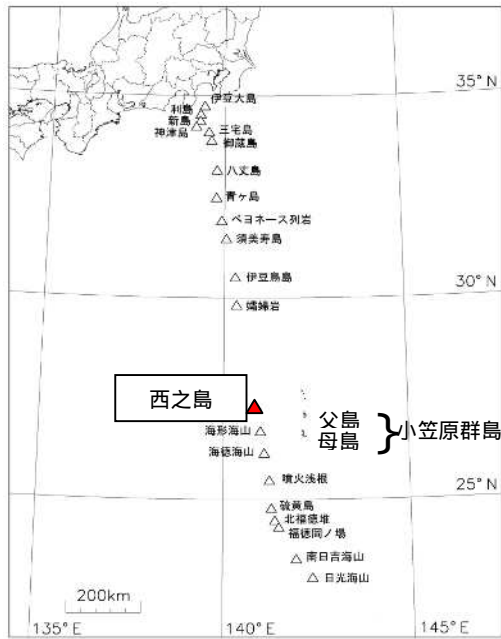 35°N
伊豆大島
利島
新島
神津島
三宅島
御蔵島
八丈島
青ヶ島
ベヨネース列岩
須美寿島
伊豆鳥島
30°N
孀婦岩
西之島
父島
母島
}小笠原群島
海形海山
海徳海山
噴火浅根
25°N
硫黄島
北福徳堆
福徳岡ノ場
南日吉海山
日光海山
200km
135°E
140°E
145°E